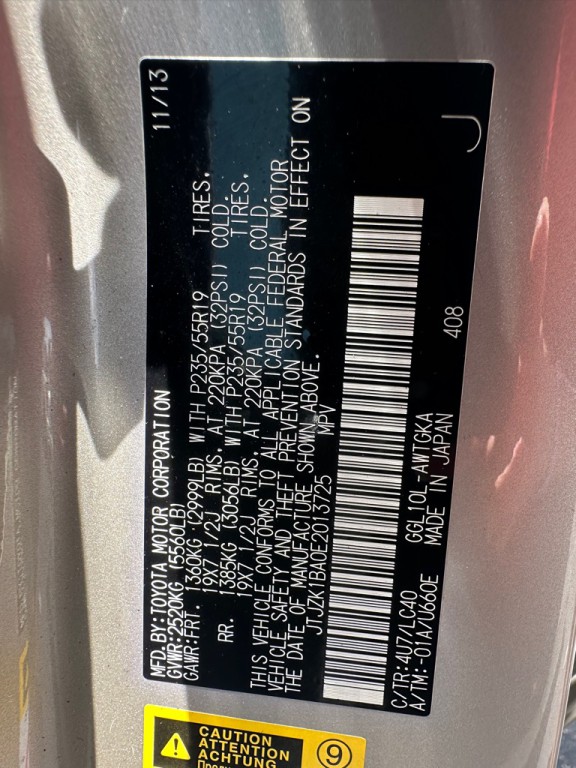 MFD.BY:TOYOTA MOTOR CORPORATION 11/13
GVWR:2520KG (5560LB)
GAWR:FRT. 1360KG (2999LB) WITH P235/55R19 TIRES,
19X7 1/2J RIMS, AT 220KPA (32PSI) COLD.
RR. 1385KG (3056LB) WITH P235/55R19 TIRES,
19X7 1/2J RIMS, AT 220KPA (32PSI) COLD.
THIS VEHICLE CONFORMS TO ALL APPLICABLE FEDERAL MOTOR
VEHICLE SAFETY AND THEFT PREVENTION STANDARDS IN EFFECT ON
THE DATE OF MANUFACTURE SHOWN ABOVE.
JTJZK1BA0E2013725 MPV
C/TR:4U7/LC40 GGL10L-AWTGKA 408
A/TM:-01A/U660E MADE IN JAPAN J
CAUTION
ATTENTION
ACHTUNG
9